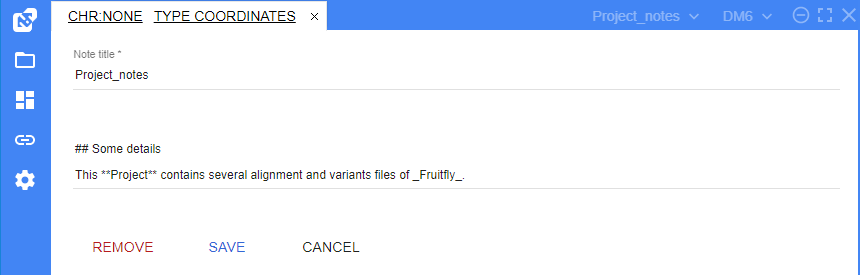 CHR:NONE TYPE COORDINATES × Project_notes DM6
Note title *
Project_notes
## Some details
This **Project** contains several alignment and variants files of _Fruitfly_.
REMOVE SAVE CANCEL